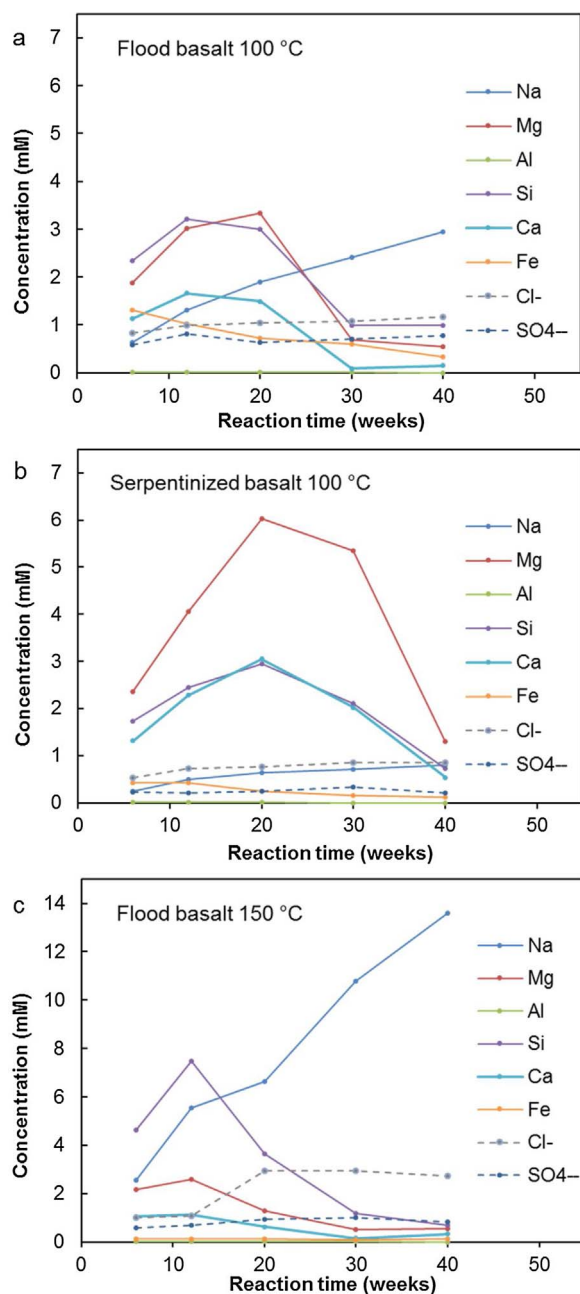 a
Flood basalt 100 °C
7
6
5
4
3
2
1
0
Concentration (mM)
Na
Mg
Al
Si
Ca
Fe
Cl-
SO4--
0 10 20 30 40 50
Reaction time (weeks)
b
Serpentinized basalt 100 °C
7
6
5
4
3
2
1
0
Concentration (mM)
Na
Mg
Al
Si
Ca
Fe
Cl-
SO4--
0 10 20 30 40 50
Reaction time (weeks)
c
Flood basalt 150 °C
14
12
10
8
6
4
2
0
Concentration (mM)
Na
Mg
Al
Si
Ca
Fe
Cl-
SO4--
0 10 20 30 40 50
Reaction time (weeks)